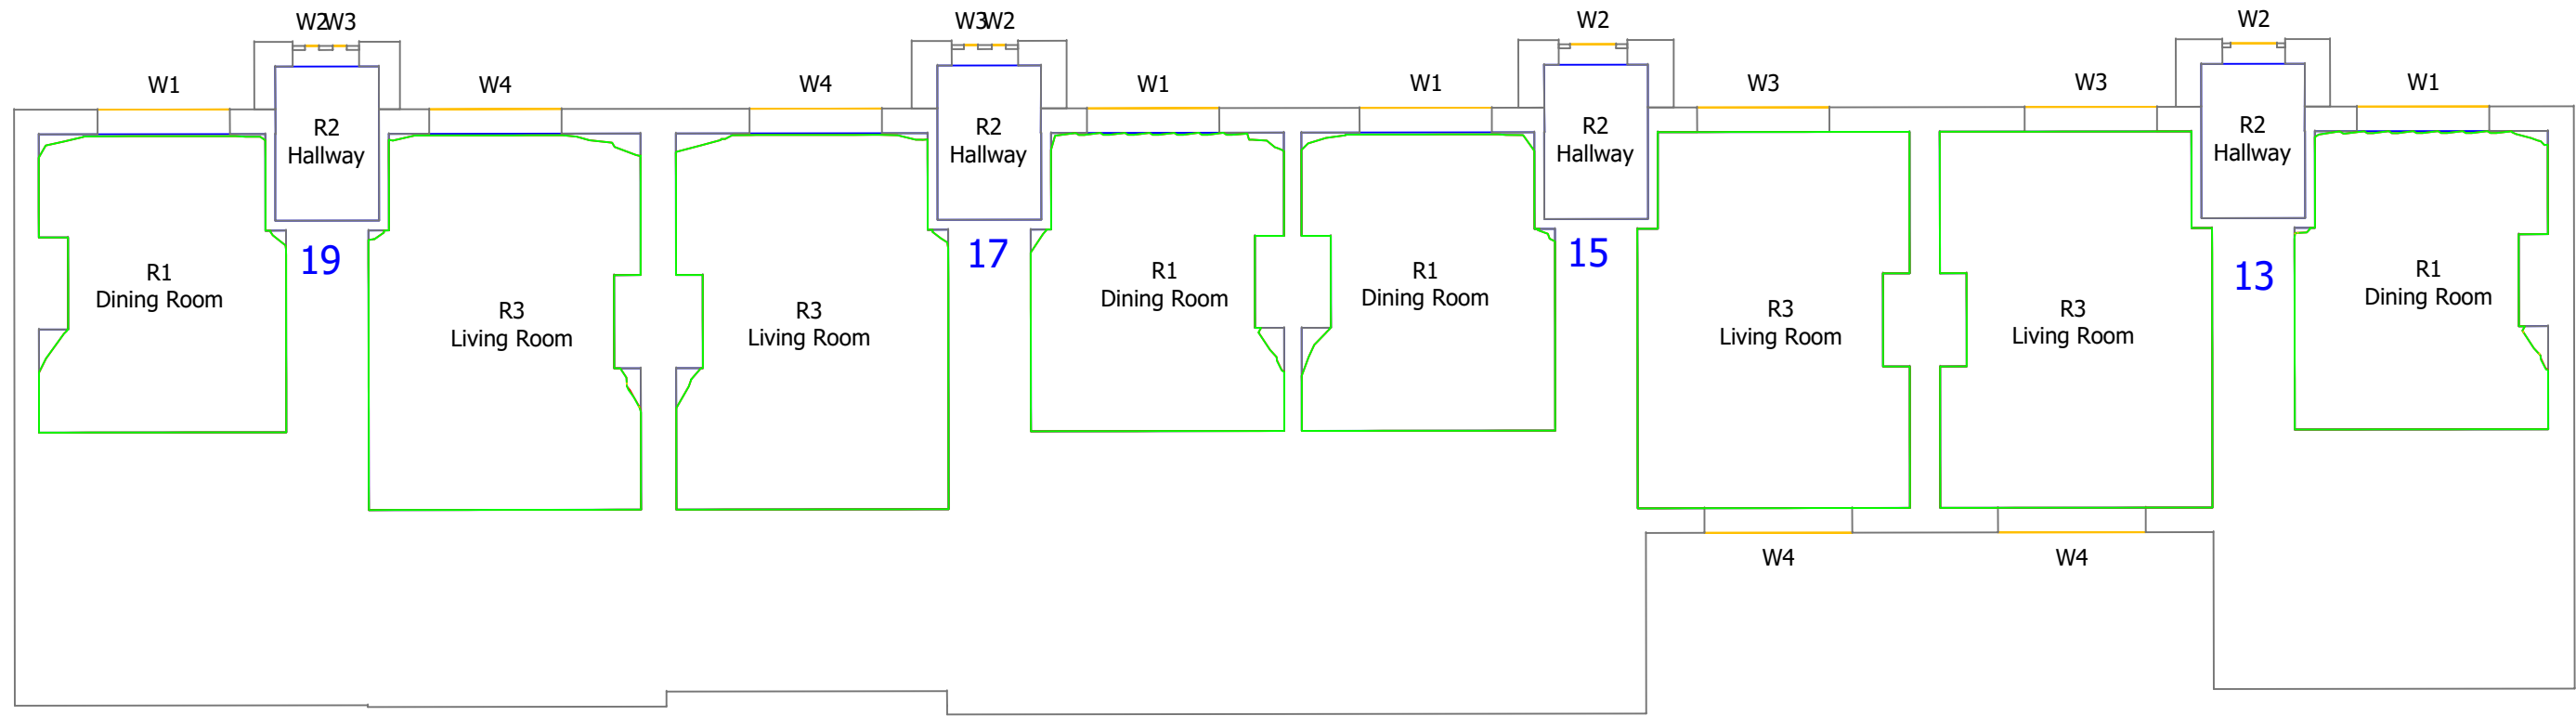 W2W3
W3W2
W2
W2
W1
W4
W4
W1
W1
W3
W3
W1
R2
Hallway
R2
Hallway
R2
Hallway
R2
Hallway
19
17
15
13
R1
Dining Room
R3
Living Room
R3
Living Room
R1
Dining Room
R1
Dining Room
R3
Living Room
R3
Living Room
R1
Dining Room
W4
W4